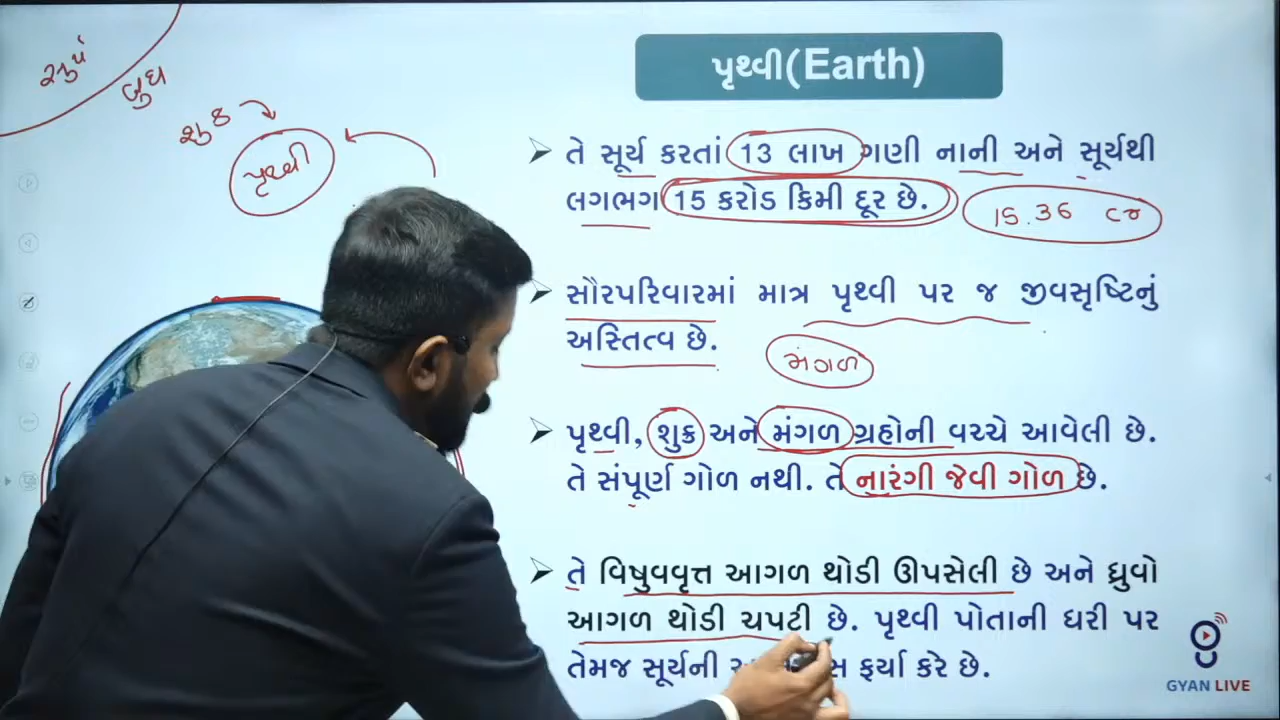 પૃથ્વી(Earth)
સુર્ય
બુધ
શુક્ર
પૃથ્વી
તે સૂર્ય કરતાં 13 લાખ ગણી નાની અને સૂર્યથી
લગભગ 15 કરોડ કિમી દૂર છે.
15.36 કરો
સૌરપરિવારમાં માત્ર પૃથ્વી પર જ જીવસૃષ્ટિનું
અસ્તિત્વ છે.
મંગળ
પૃથ્વી, શુક્ર અને મંગળ ગ્રહોની વચ્ચે આવેલી છે.
તે સંપૂર્ણ ગોળ નથી. તે નારંગી જેવી ગોળ છે.
તે વિષુવવૃત્ત આગળ થોડી ઊપસેલી છે અને ધ્રુવો
આગળ થોડી ચપટી છે. પૃથ્વી પોતાની ધરી પર
તેમજ સૂર્યની ફર્યા કરે છે.
GYAN LIVE